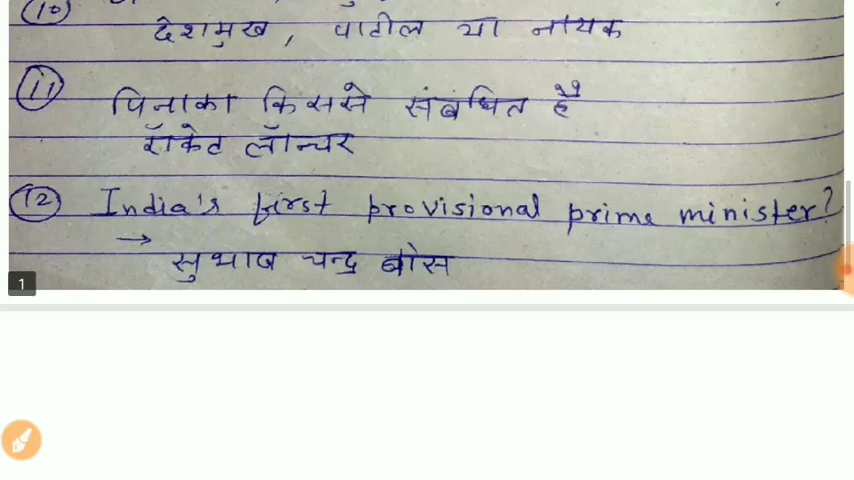 (10)
देशमुख, पाटील या नायक
(11) पिनाका किससे संबंधित है
रॉकेट लॉन्चर
(12) India's first provisional prime minister?
→ सुभाष चन्द्र बोस
1